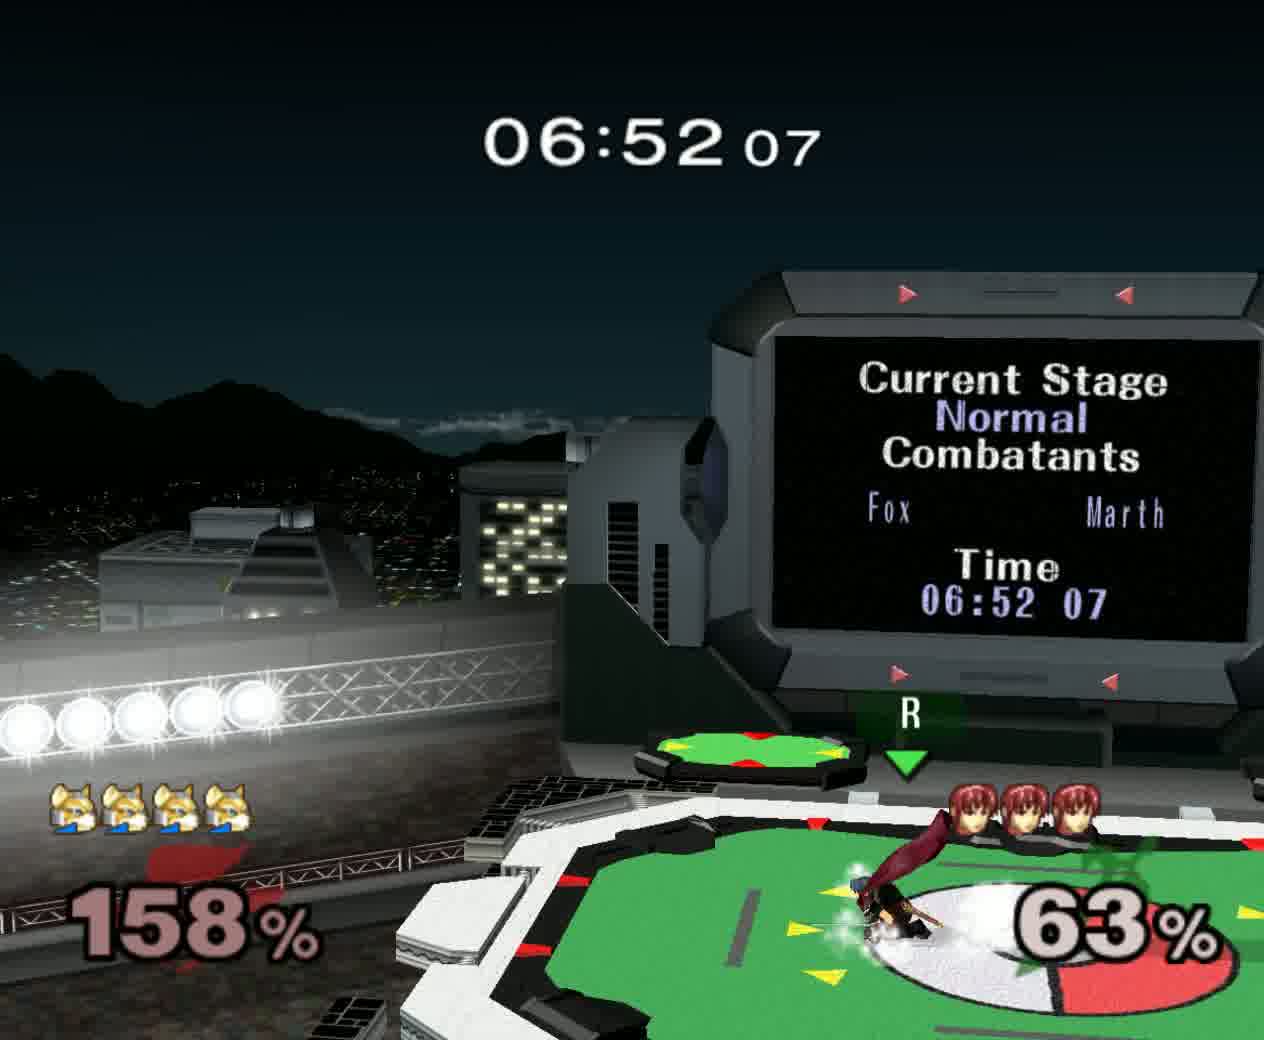 06:52 07
Current Stage
Normal
Combatants
Fox Marth
Time
06:52 07
R
158%
63%